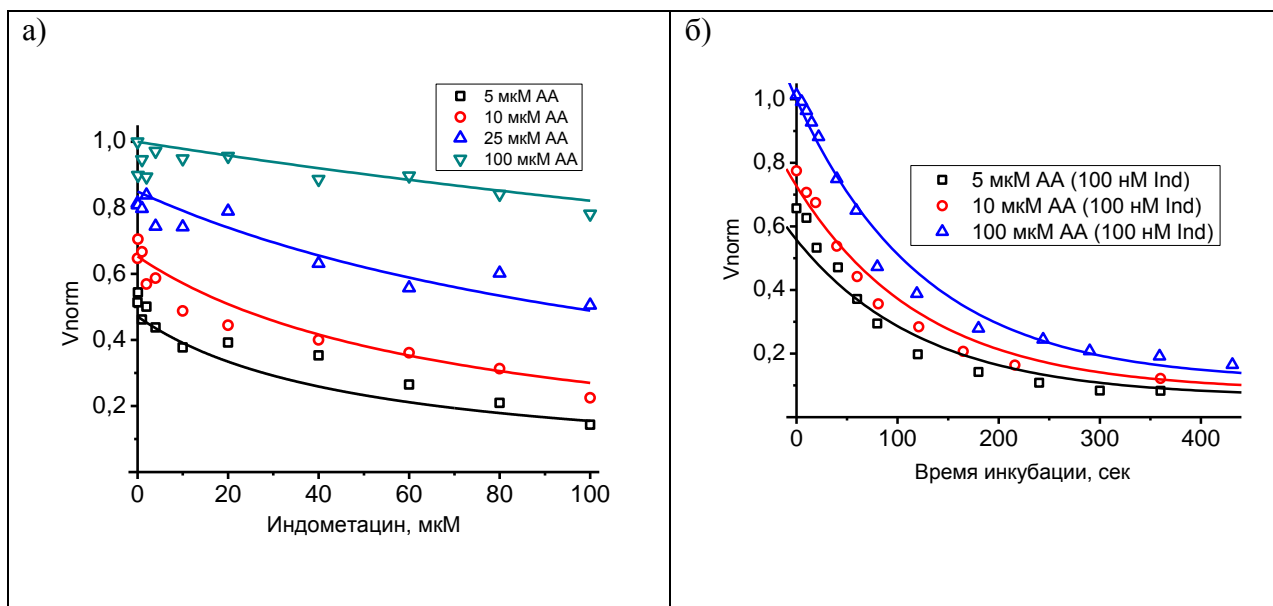 а)
5 мкМ АА
10 мкМ АА
25 мкМ АА
100 мкМ АА
Vnorm
1,0
0,8
0,6
0,4
0,2
0 20 40 60 80 100
Индометацин, мкМ
б)
5 мкМ АА (100 нМ Ind)
10 мкМ АА (100 нМ Ind)
100 мкМ АА (100 нМ Ind)
Vnorm
1,0
0,8
0,6
0,4
0,2
0 100 200 300 400
Время инкубации, сек